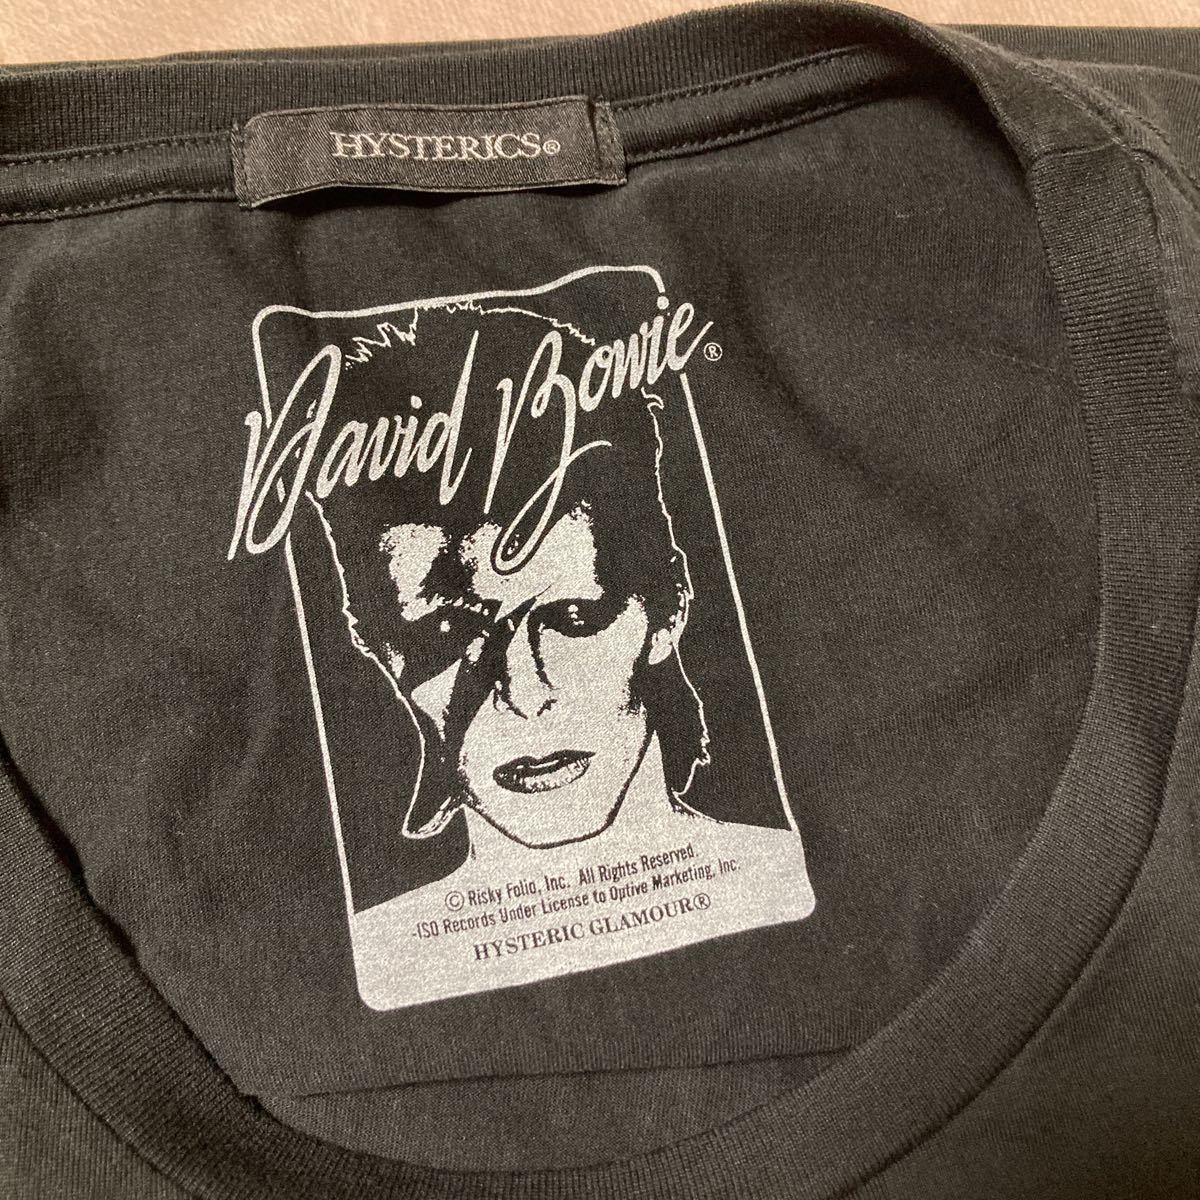 HYSTERICS®
David Bowie®
© Risky Folio, Inc. All Rights Reserved.
-ISO Records Under License to Optive Marketing, Inc.
HYSTERIC GLAMOUR®